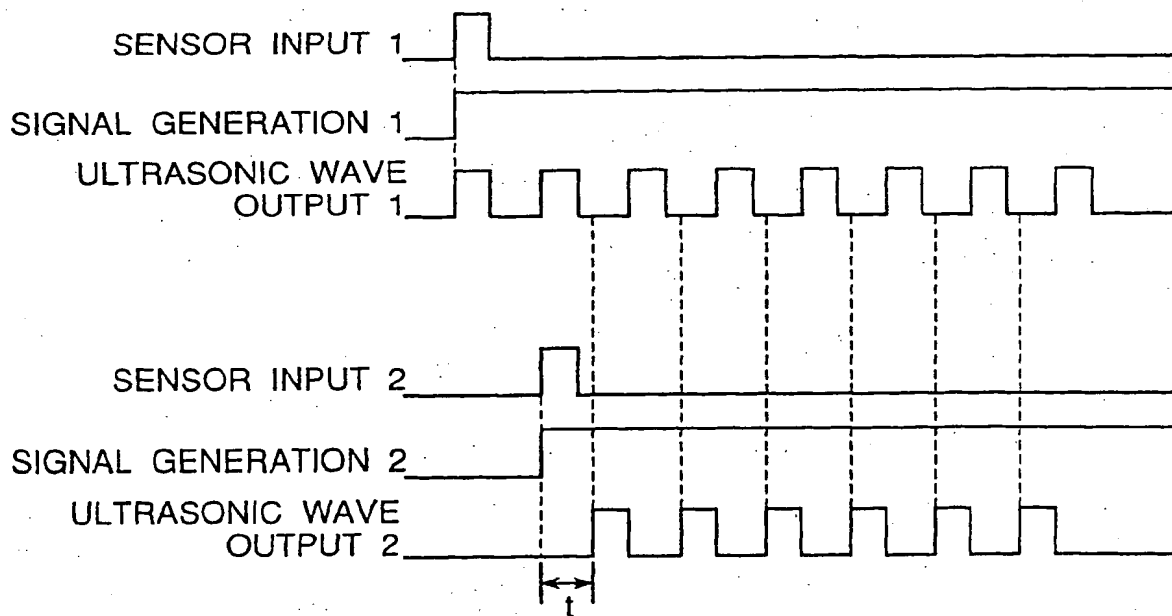 SENSOR INPUT 1
SIGNAL GENERATION 1
ULTRASONIC WAVE
OUTPUT 1
SENSOR INPUT 2
SIGNAL GENERATION 2
ULTRASONIC WAVE
OUTPUT 2
t